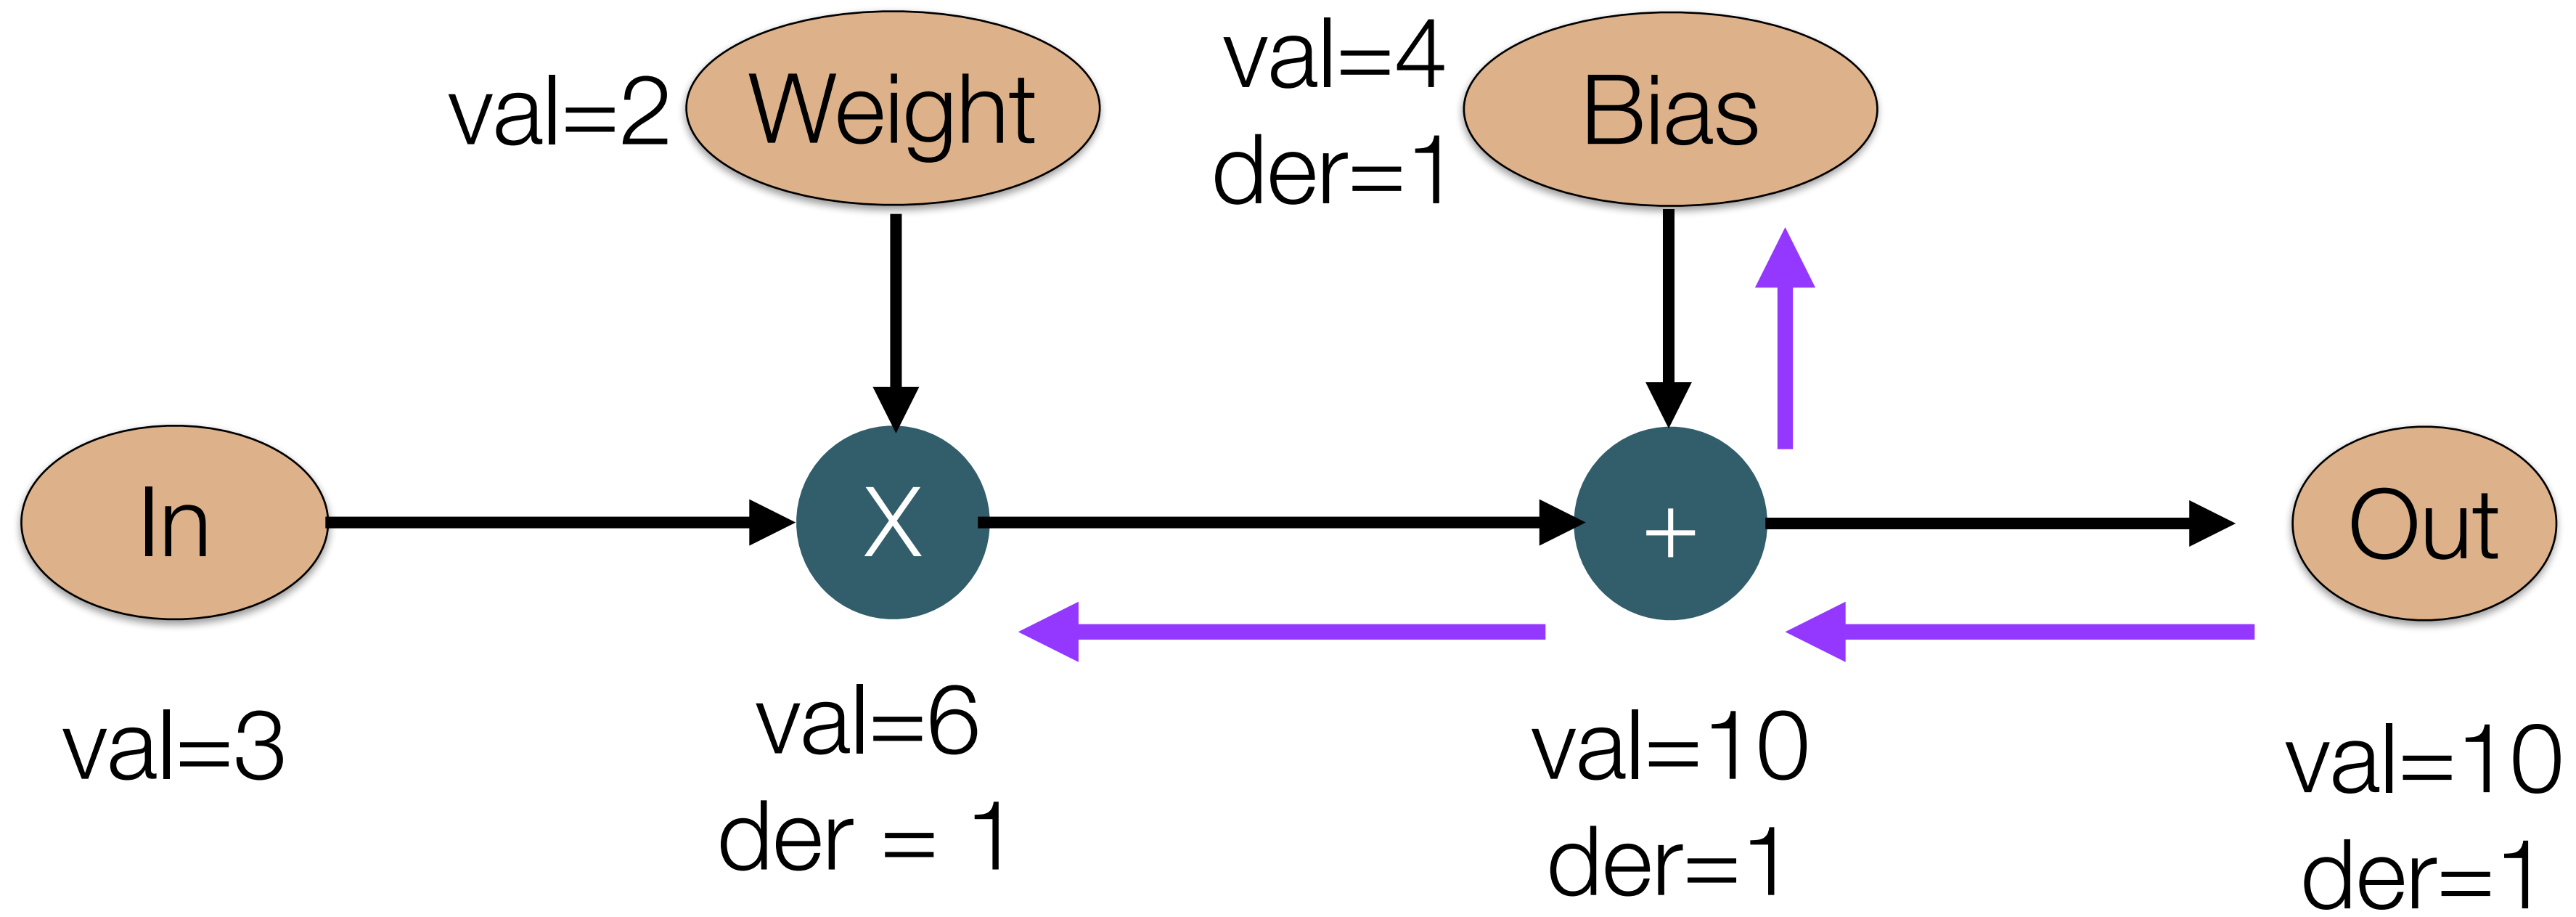 val=2
Weight
val=4
der=1
Bias
In
X
+
Out
val=3
val=6
der = 1
val=10
der=1
val=10
der=1